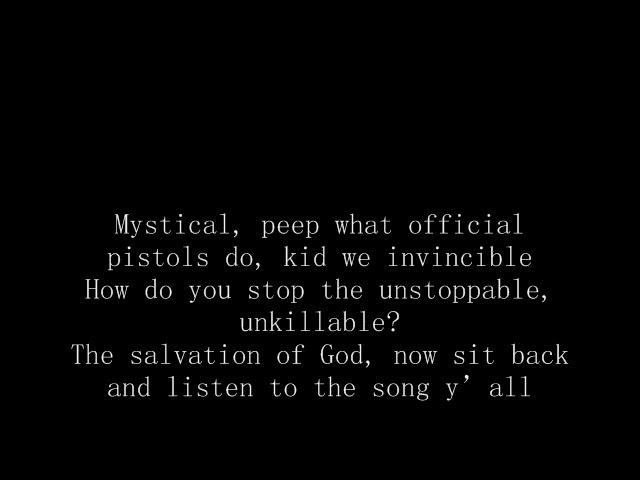 Mystical, peep what official
pistols do, kid we invincible
How do you stop the unstoppable,
unkillable?
The salvation of God, now sit back
and listen to the song y’all